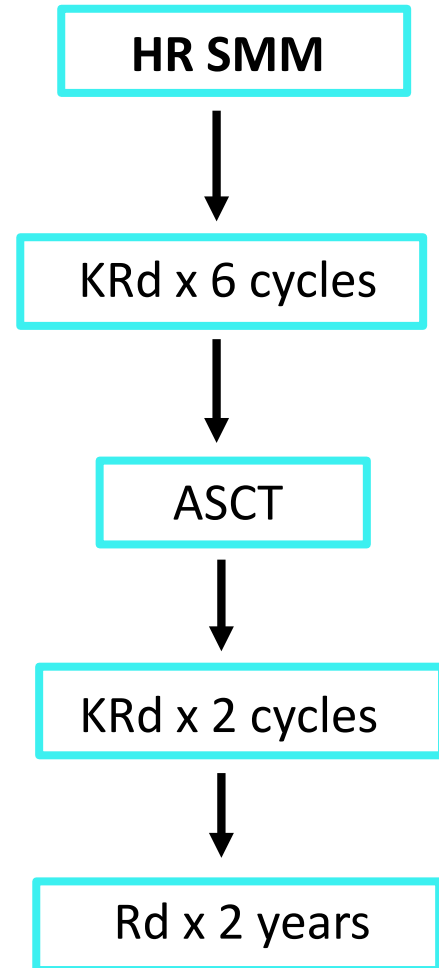 HR SMM
KRd x 6 cycles
ASCT
KRd x 2 cycles
Rd x 2 years